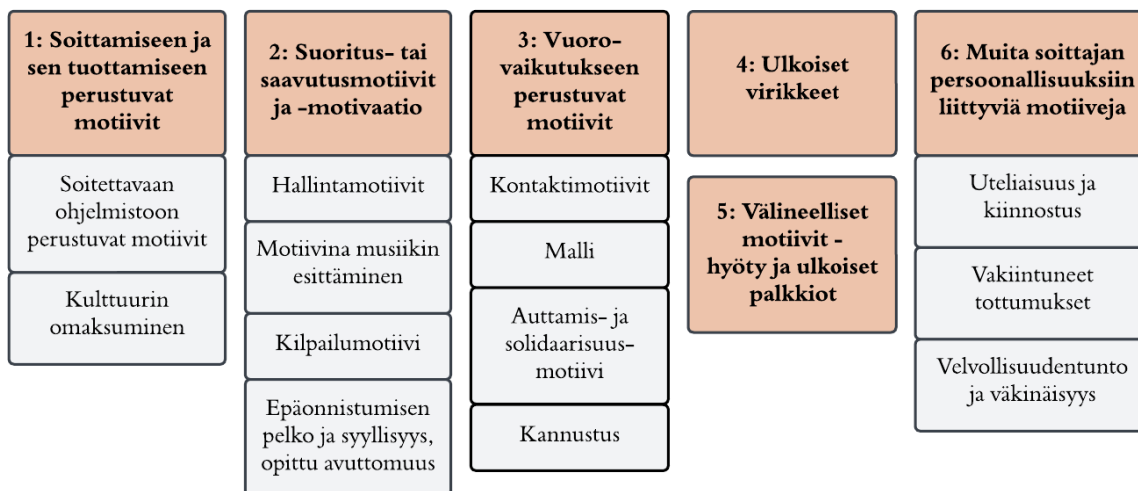 1: Soittamiseen ja
sen tuottamiseen
perustuvat
motiivit
Soitettavaan
ohjelmistoon
perustuvat motiivit
Kulttuurin
omaksuminen
2: Suoritus- tai
saavutusmotiivit
ja -motivaatio
Hallintamotiivit
Motiivina musiikin
esittäminen
Kilpailumotiivi
Epäonnistumisen
pelko ja syyllisyys,
opittu avuttomuus
3: Vuoro-
vaikutukseen
perustuvat
motiivit
Kontaktimotiivit
Malli
Auttamis- ja
solidaarisuus-
motiivi
Kannustus
4: Ulkoiset
virikkeet
5: Välineelliset
motiivit -
hyöty ja ulkoiset
palkkiot
6: Muita soittajan
persoonallisuuksiin
liittyviä motiiveja
Uteliaisuus ja
kiinnostus
Vakiintuneet
tottumukset
Velvollisuudentunto
ja väkinäisyys